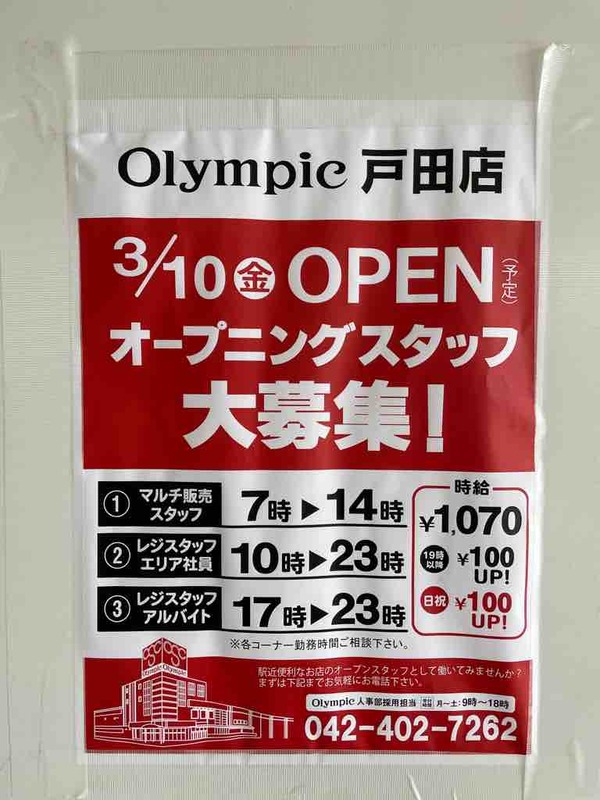 Olympic 戸田店
3/10 金 OPEN (予定)
オープニングスタッフ
大募集!
① マルチ販売スタッフ 7時▶14時
② レジスタッフエリア社員 10時▶23時
③ レジスタッフアルバイト 17時▶23時
時給
¥1,070
19時以降 ¥100 UP!
日祝 ¥100 UP!
※各コーナー勤務時間ご相談下さい。
駅近便利なお店のオープンスタッフとして働いてみませんか?
まずは下記までお気軽にお電話下さい。
Olympic 人事部採用担当 月〜土:9時〜18時
042-402-7262
Olympic Olympic